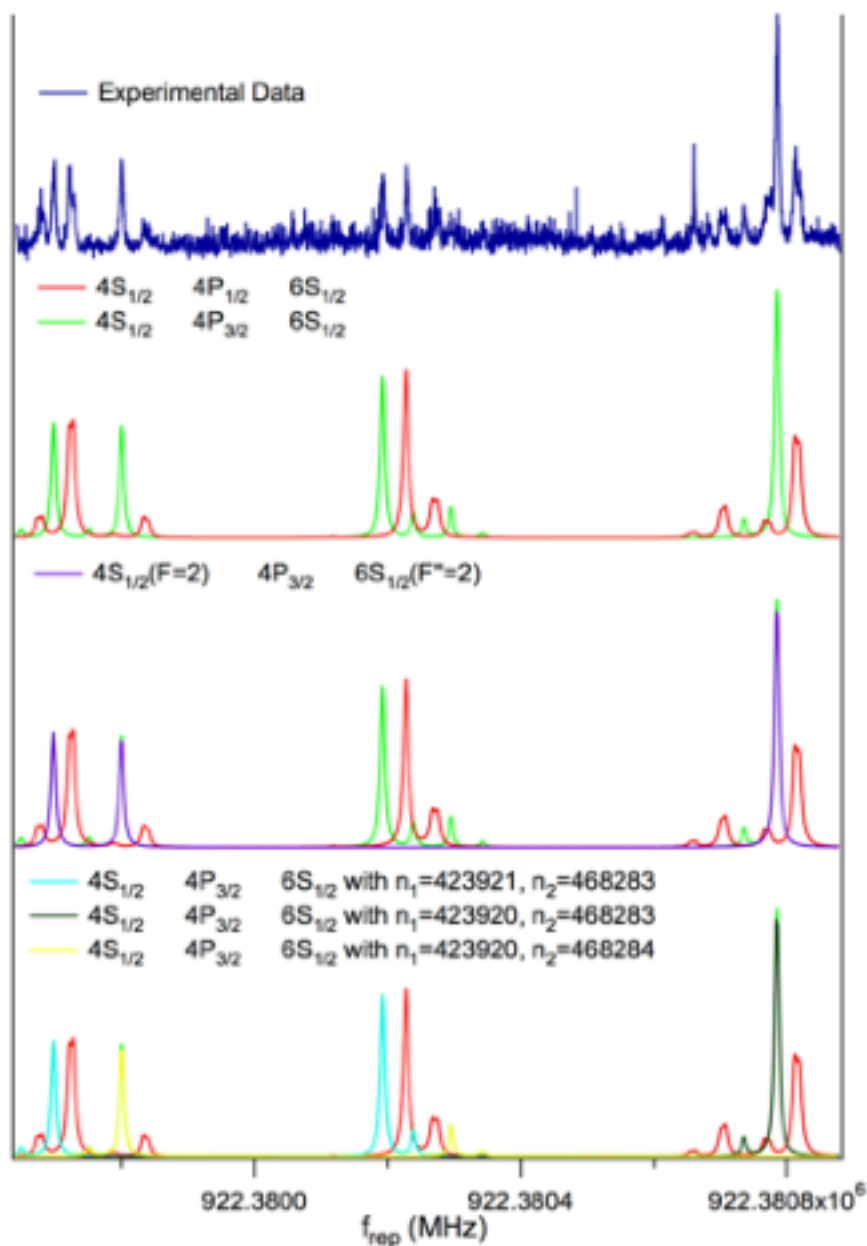 Experimental Data
4S1/2 4P1/2 6S1/2
4S1/2 4P3/2 6S1/2
4S1/2(F=2) 4P3/2 6S1/2(F"=2)
4S1/2 4P3/2 6S1/2 with n1=423921, n2=468283
4S1/2 4P3/2 6S1/2 with n1=423920, n2=468283
4S1/2 4P3/2 6S1/2 with n1=423920, n2=468284
922.3800 922.3804 922.3808x10^6
frep (MHz)